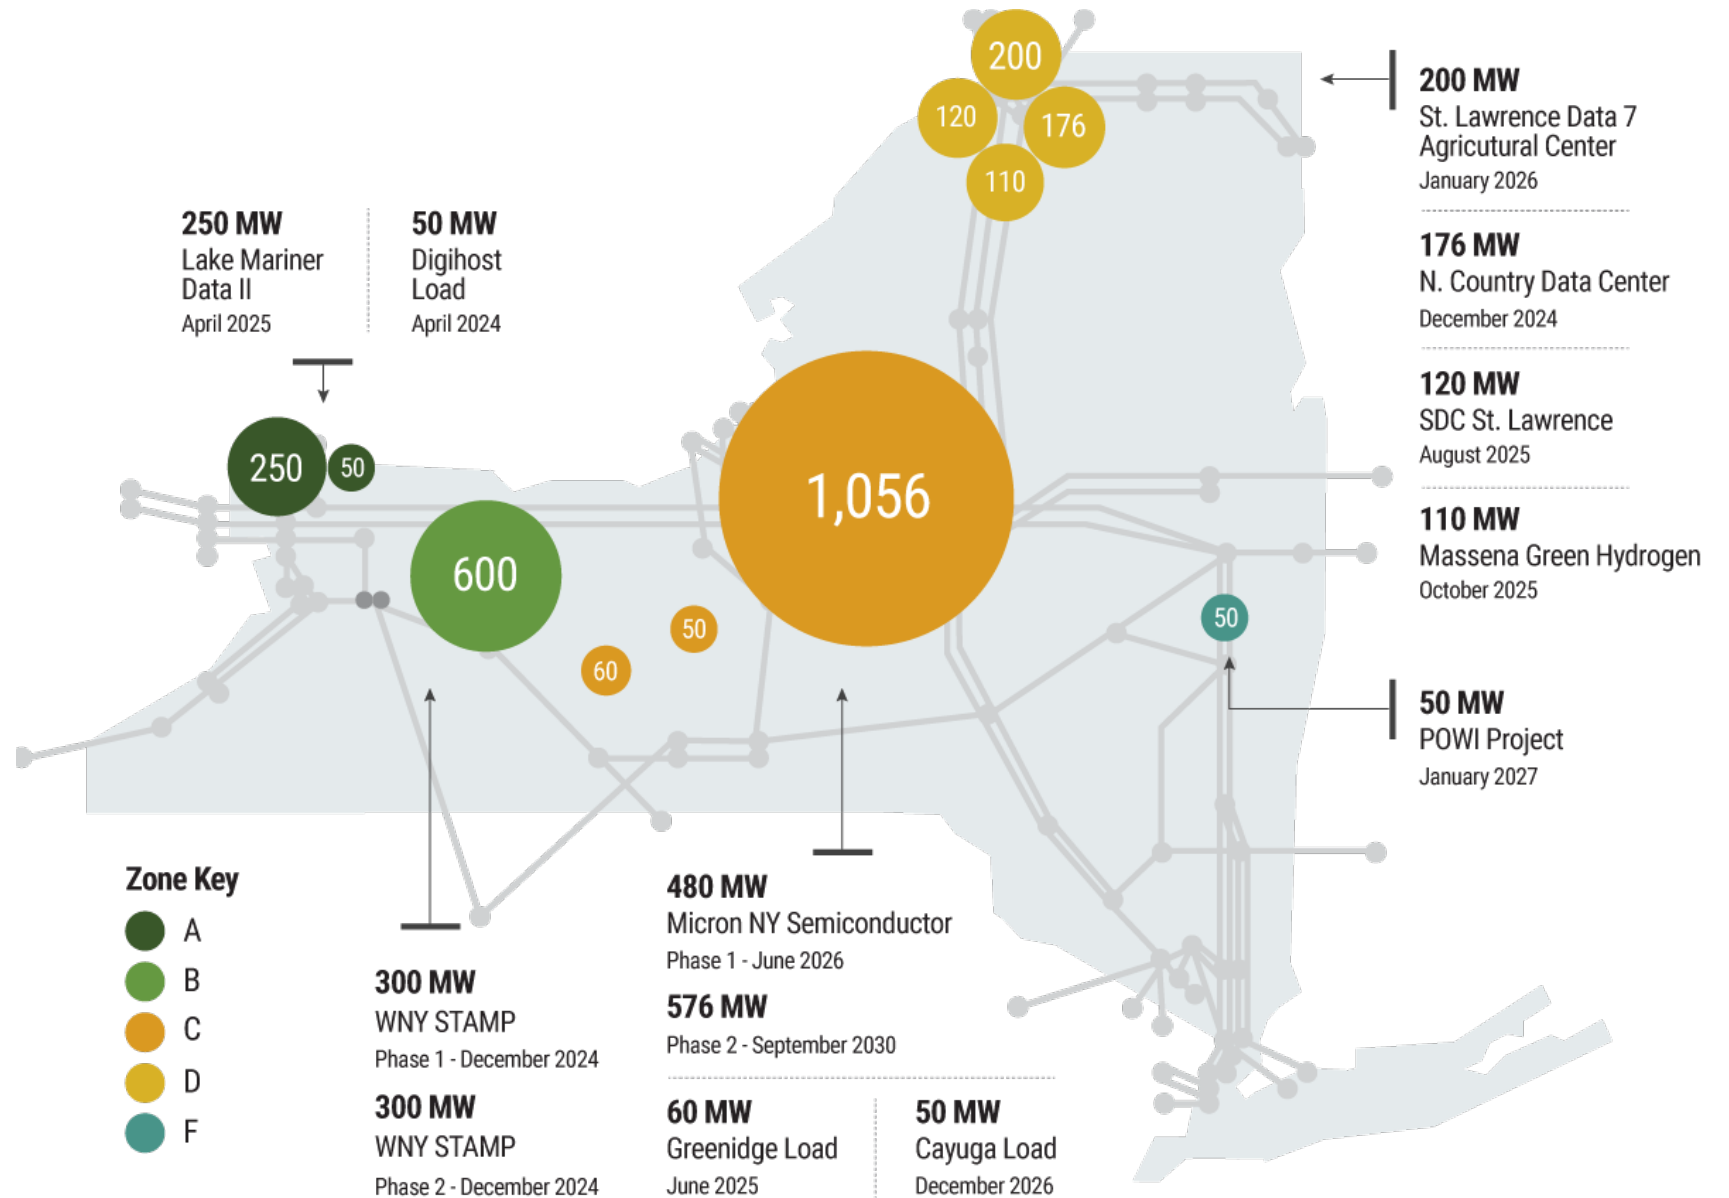 200
120
176
110
200 MW
St. Lawrence Data 7
Agricutural Center
January 2026
176 MW
N. Country Data Center
December 2024
120 MW
SDC St. Lawrence
August 2025
110 MW
Massena Green Hydrogen
October 2025
250 MW
Lake Mariner
Data II
April 2025
50 MW
Digihost
Load
April 2024
250
50
600
1,056
50
60
50
50 MW
POWI Project
January 2027
Zone Key
A
B
C
D
F
300 MW
WNY STAMP
Phase 1 - December 2024
300 MW
WNY STAMP
Phase 2 - December 2024
480 MW
Micron NY Semiconductor
Phase 1 - June 2026
576 MW
Phase 2 - September 2030
60 MW
Greenidge Load
June 2025
50 MW
Cayuga Load
December 2026